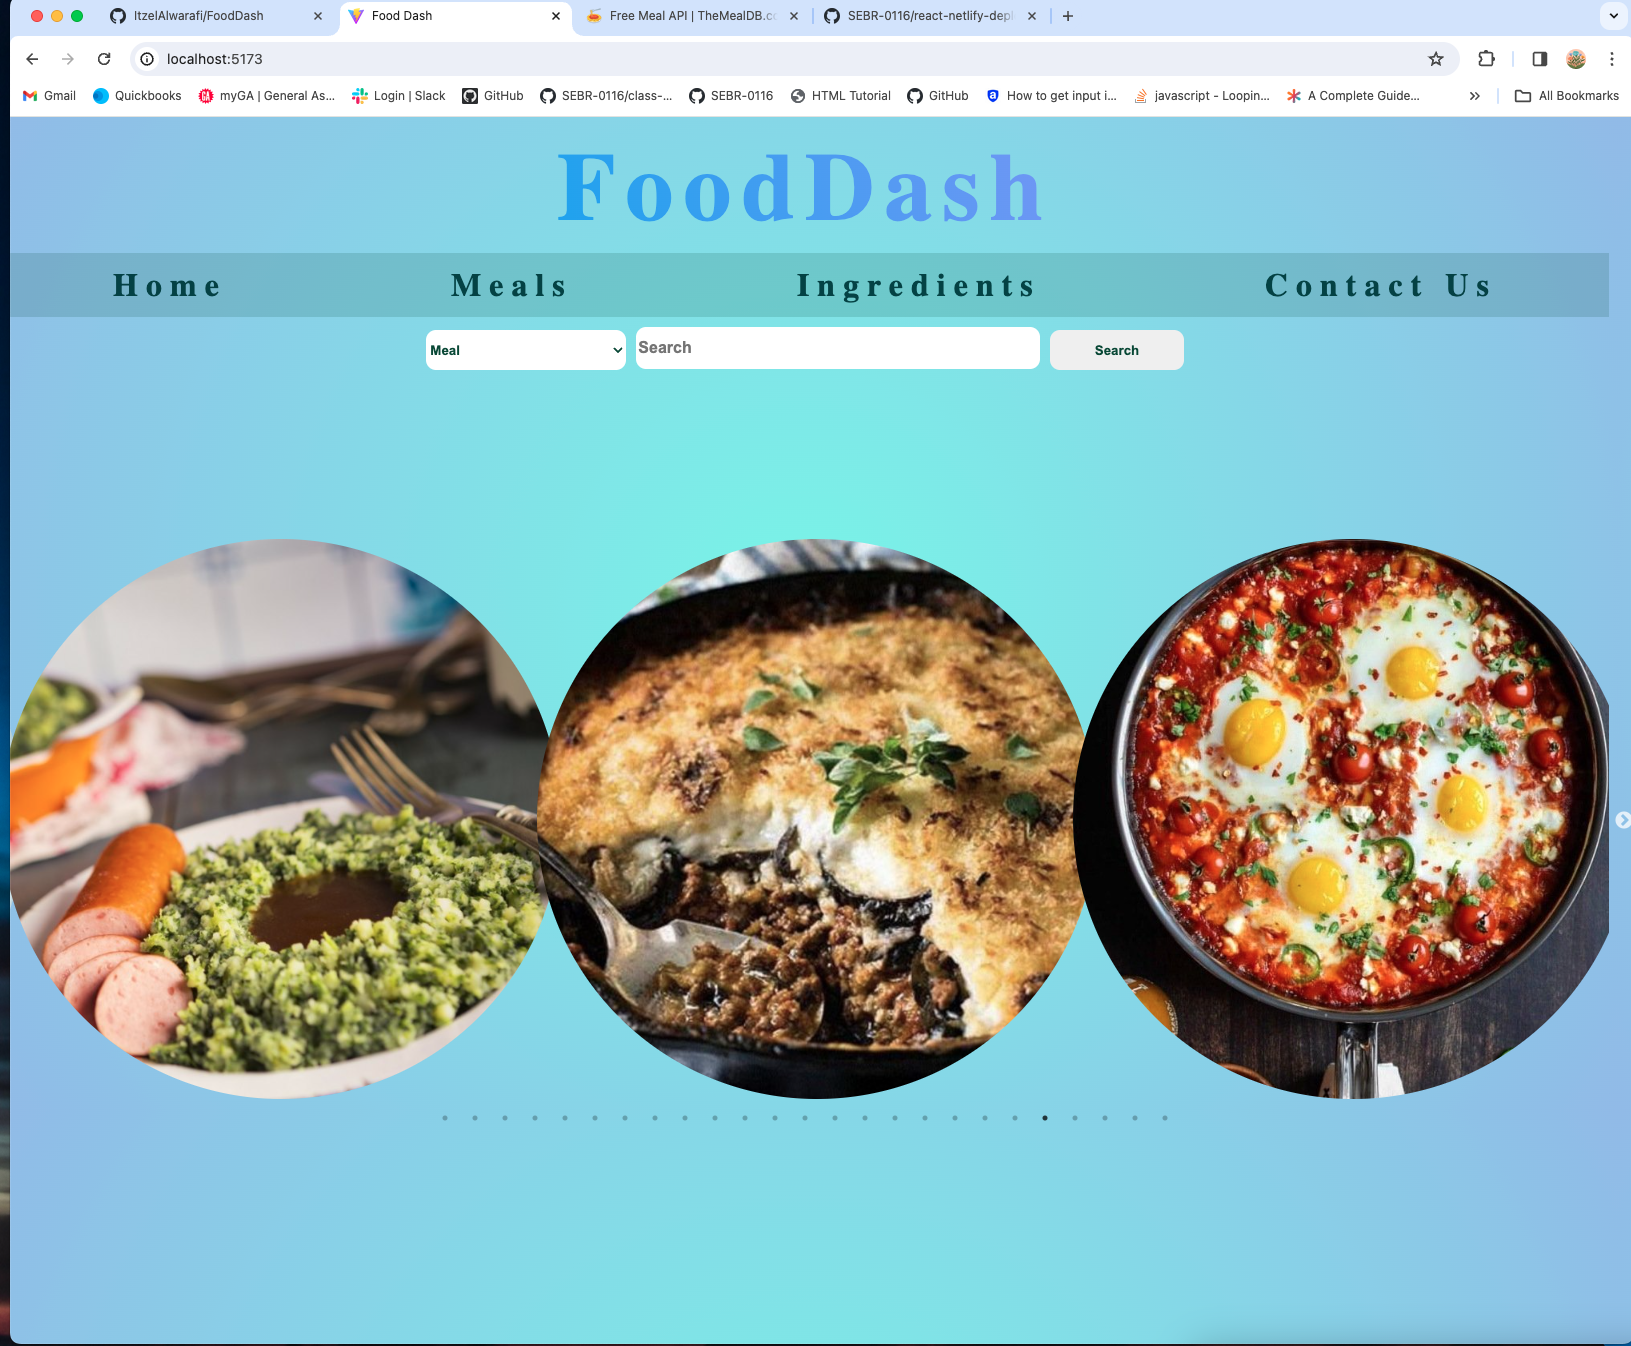 ItzelAlwarafi/FoodDash
Food Dash
Free Meal API | TheMealDB.co
SEBR-0116/react-netlify-depl
localhost:5173
Gmail
Quickbooks
myGA | General As...
Login | Slack
GitHub
SEBR-0116/class-...
SEBR-0116
HTML Tutorial
GitHub
How to get input i...
javascript - Loopin...
A Complete Guide...
All Bookmarks
FoodDash
Home
Meals
Ingredients
Contact Us
Meal
Search
Search